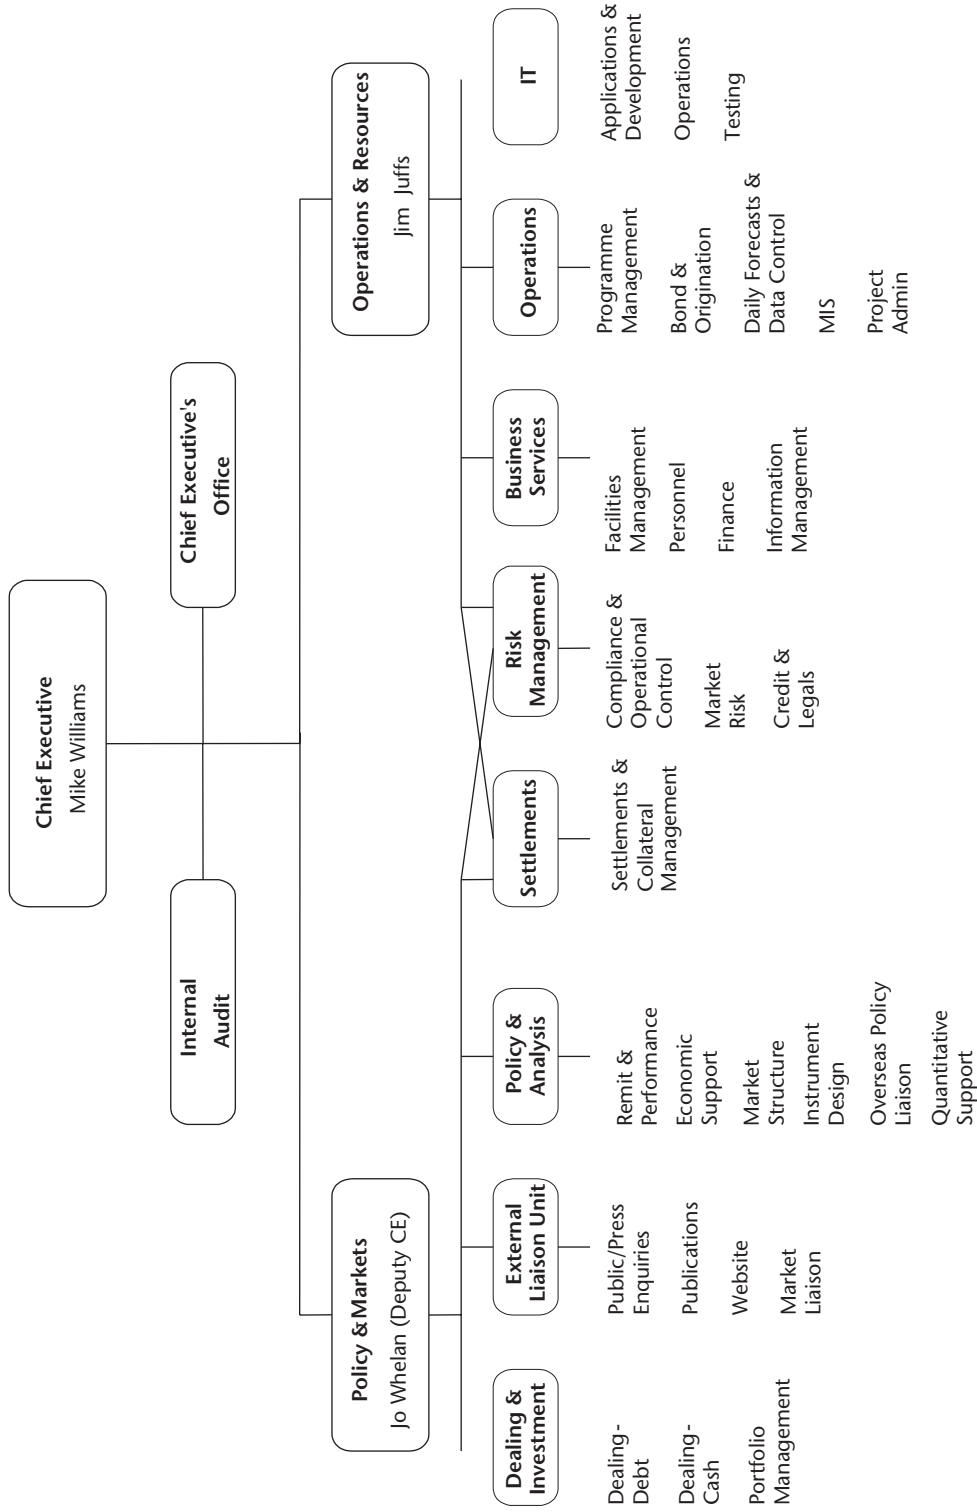 Chief Executive
Mike Williams
Internal
Audit
Chief Executive's
Office
Policy & Markets
Jo Whelan (Deputy CE)
Operations & Resources
Jim Juffs
Dealing &
Investment
Dealing-
Debt
Dealing-
Cash
Portfolio
Management
External
Liaison Unit
Public/Press
Enquiries
Publications
Website
Market
Liaison
Policy &
Analysis
Remit &
Performance
Economic
Support
Market
Structure
Instrument
Design
Overseas Policy
Liaison
Quantitative
Support
Settlements
Settlements &
Collateral
Management
Risk
Management
Compliance &
Operational
Control
Market
Risk
Credit &
Legals
Business
Services
Facilities
Management
Personnel
Finance
Information
Management
Operations
Programme
Management
Bond &
Origination
Daily Forecasts &
Data Control
MIS
Project
Admin
IT
Applications &
Development
Operations
Testing